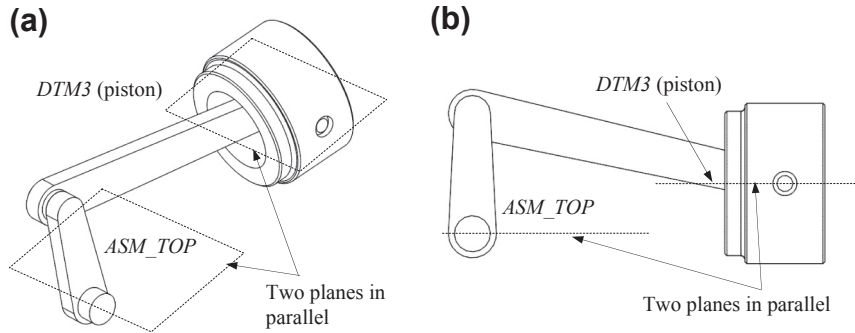 (a)
DTM3 (piston)
ASM_TOP
Two planes in
parallel
(b)
DTM3 (piston)
ASM_TOP
Two planes in parallel